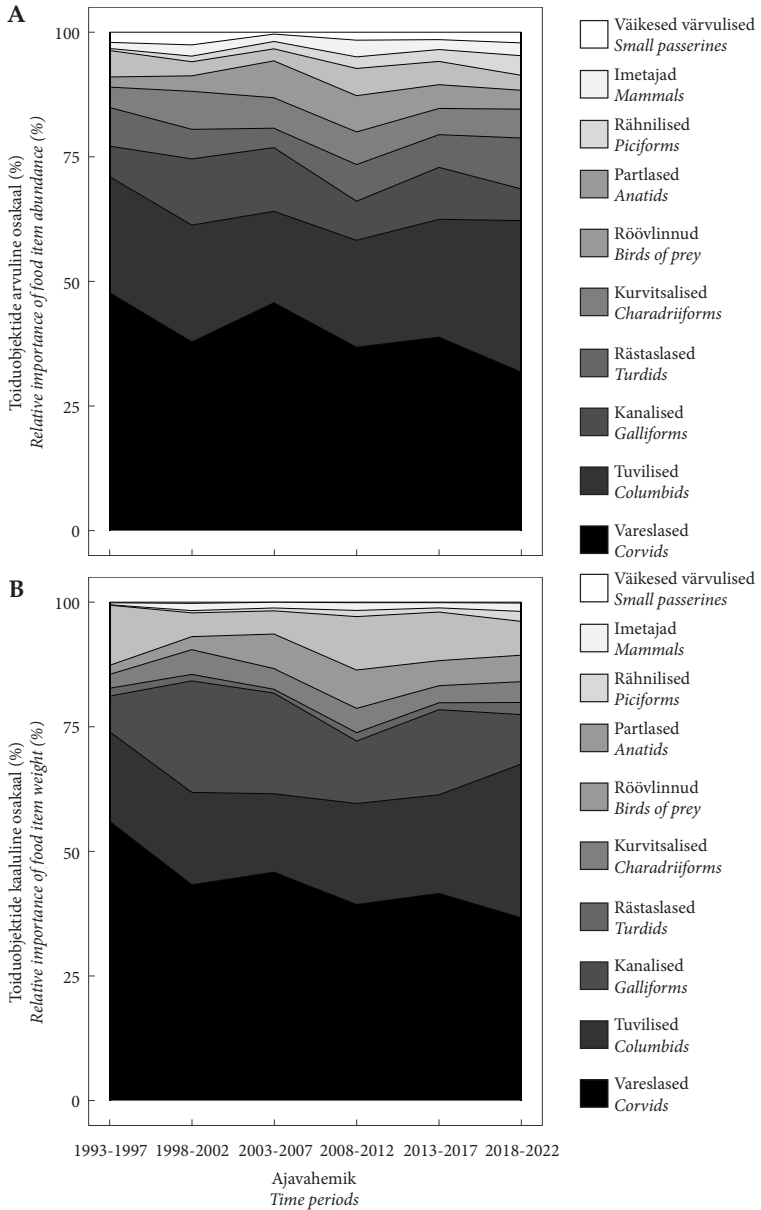 A
Toiduobjektide arvuline osakaal (%)
Relative importance of food item abundance (%)
100
75
50
25
0
Väikesed värvulised
Small passerines
Imetajad
Mammals
Rähnilised
Piciforms
Partlased
Anatids
Röövlinnud
Birds of prey
Kurvitsalised
Charadriiforms
Rästaslased
Turdids
Kanalised
Galliforms
Tuvilised
Columbids
Vareslased
Corvids
B
Toiduobjektide kaaluline osakaal (%)
Relative importance of food item weight (%)
100
75
50
25
0
Väikesed värvulised
Small passerines
Imetajad
Mammals
Rähnilised
Piciforms
Partlased
Anatids
Röövlinnud
Birds of prey
Kurvitsalised
Charadriiforms
Rästaslased
Turdids
Kanalised
Galliforms
Tuvilised
Columbids
Vareslased
Corvids
1993-1997 1998-2002 2003-2007 2008-2012 2013-2017 2018-2022
Ajavahemik
Time periods